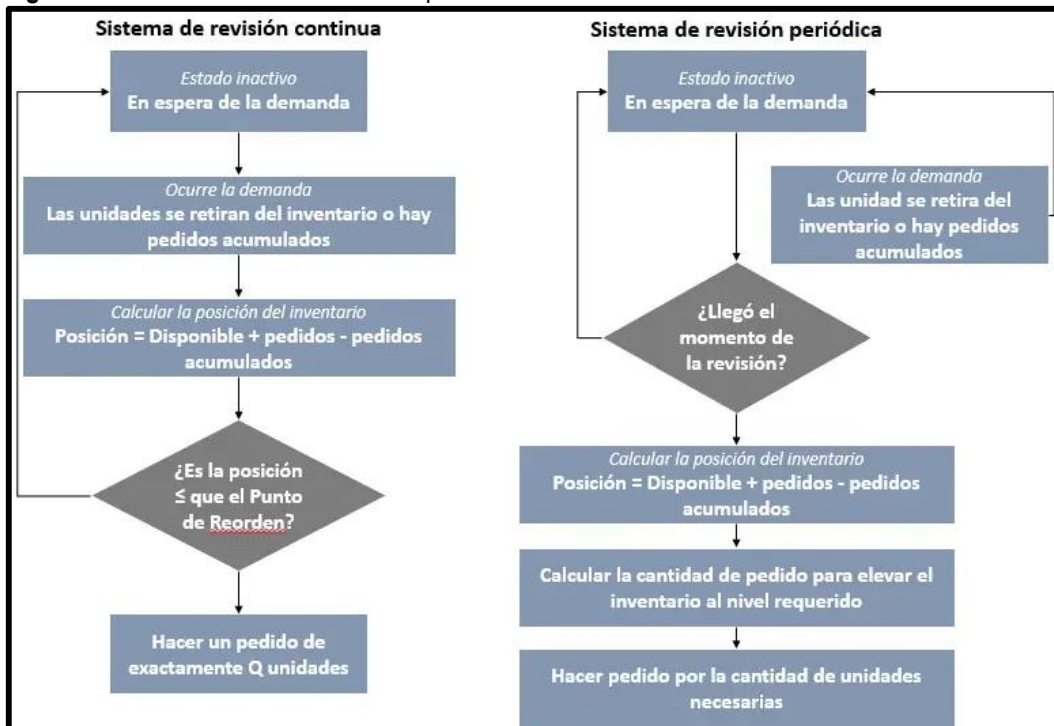 Sistema de revisión continua
Estado inactivo
En espera de la demanda
Ocurre la demanda
Las unidades se retiran del inventario o hay
pedidos acumulados
Calcular la posición del inventario
Posición = Disponible + pedidos - pedidos
acumulados
¿Es la posición
≤ que el Punto
de Reorden?
Hacer un pedido de
exactamente Q unidades
Sistema de revisión periódica
Estado inactivo
En espera de la demanda
Ocurre la demanda
Las unidad se retira del
inventario o hay pedidos
acumulados
¿Llegó el
momento de
la revisión?
Calcular la posición del inventario
Posición = Disponible + pedidos - pedidos
acumulados
Calcular la cantidad de pedido para elevar el
inventario al nivel requerido
Hacer pedido por la cantidad de unidades
necesarias